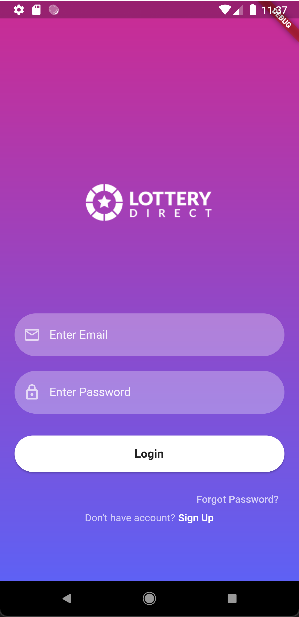 11:37
DEBUG
LOTTERY
DIRECT
Enter Email
Enter Password
Login
Forgot Password?
Don't have account? Sign Up